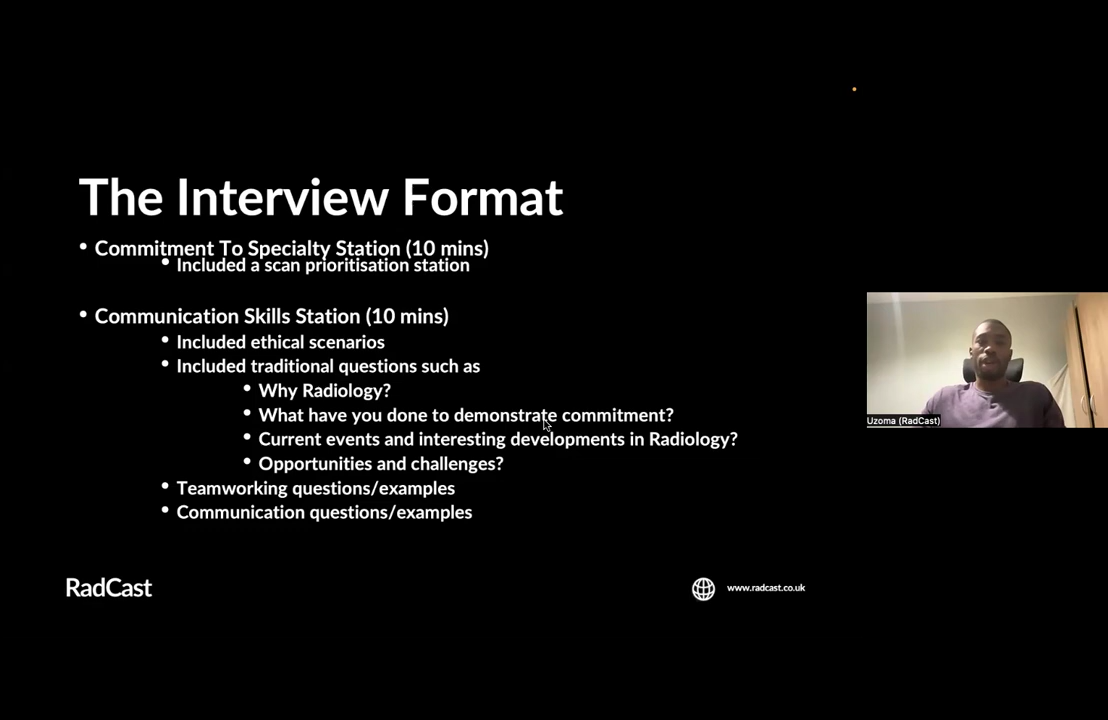 The Interview Format
• Commitment To Specialty Station (10 mins)
• Included a scan prioritisation station
• Communication Skills Station (10 mins)
• Included ethical scenarios
• Included traditional questions such as
• Why Radiology?
• What have you done to demonstrate commitment?
• Current events and interesting developments in Radiology?
• Opportunities and challenges?
• Teamworking questions/examples
• Communication questions/examples
Uzoma (RadCast)
RadCast
www.radcast.co.uk